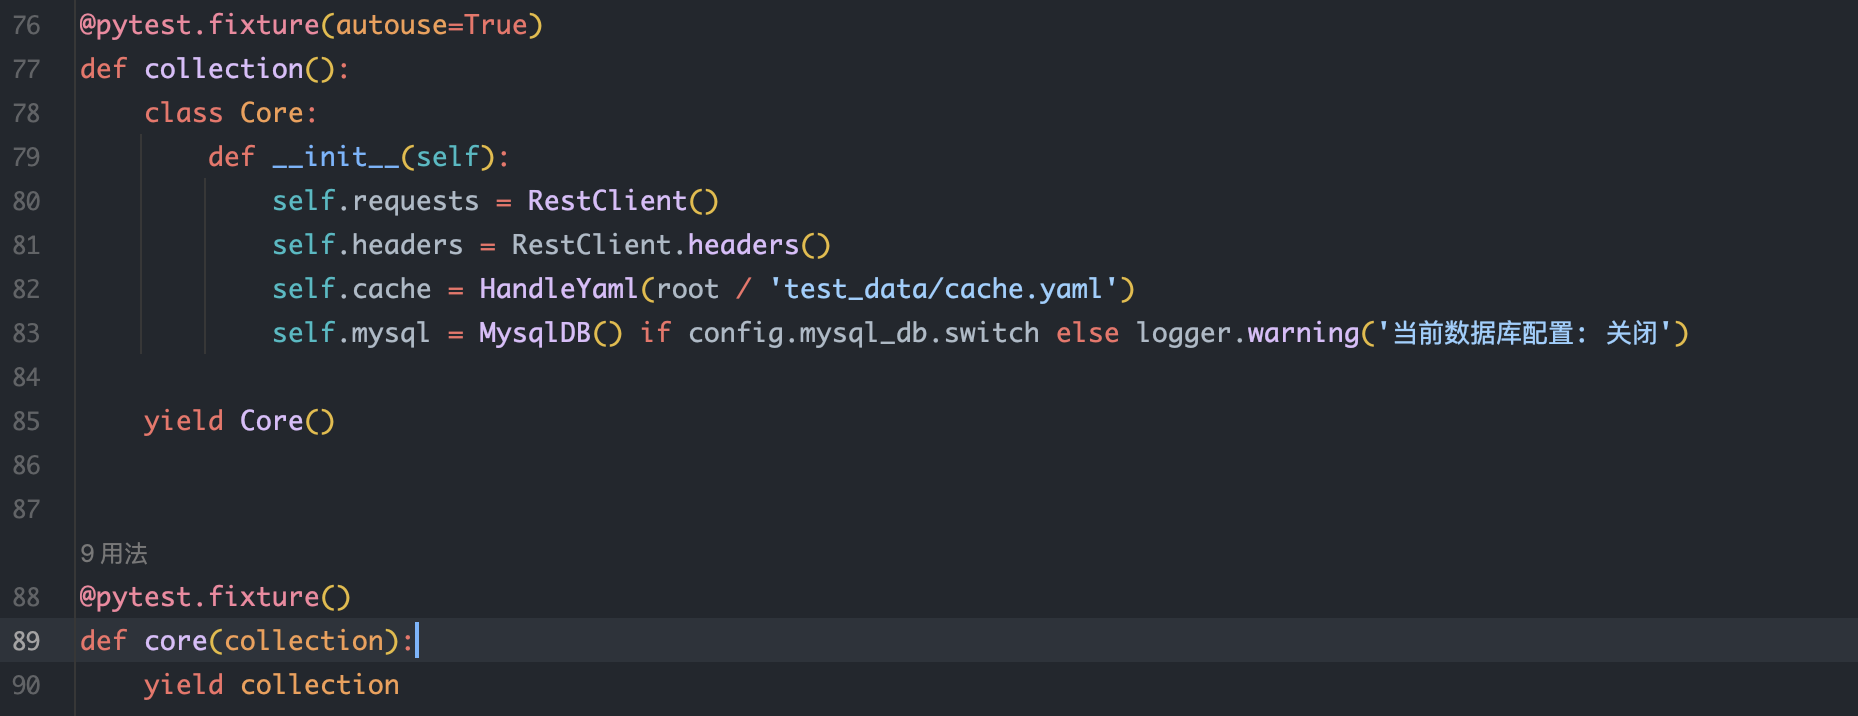 76 @pytest.fixture(autouse=True)
77 def collection():
78     class Core:
79         def __init__(self):
80             self.requests = RestClient()
81             self.headers = RestClient.headers()
82             self.cache = HandleYaml(root / 'test_data/cache.yaml')
83             self.mysql = MysqlDB() if config.mysql_db.switch else logger.warning('当前数据库配置: 关闭')
84
85     yield Core()
86
87
9 用法
88 @pytest.fixture()
89 def core(collection):
90     yield collection